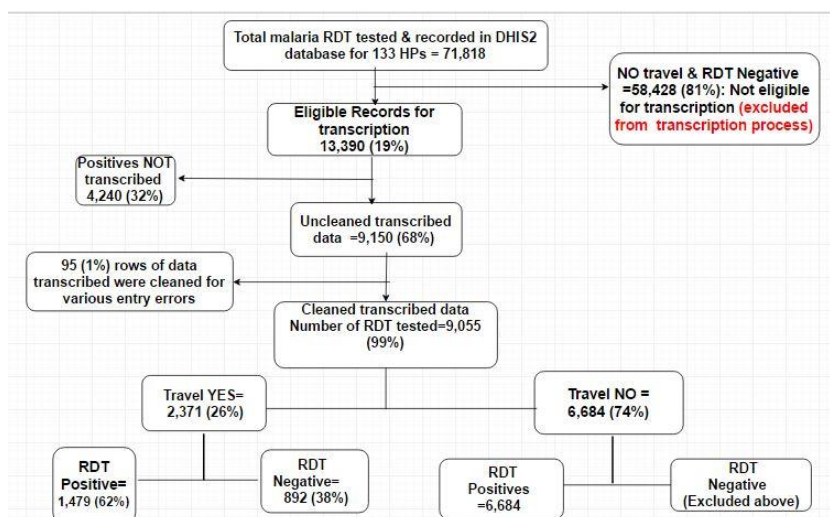 Total malaria RDT tested & recorded in DHIS2
database for 133 HPs = 71,818
NO travel & RDT Negative
=58,428 (81%): Not eligible
for transcription (excluded
from transcription process)
Eligible Records for
transcription
13,390 (19%)
Positives NOT
transcribed
4,240 (32%)
Uncleaned transcribed
data =9,150 (68%)
95 (1%) rows of data
transcribed were cleaned for
various entry errors
Cleaned transcribed data
Number of RDT tested=9,055
(99%)
Travel YES=
2,371 (26%)
Travel NO =
6,684 (74%)
RDT
Positive=
1,479 (62%)
RDT
Negative=
892 (38%)
RDT
Positives
=6,684
RDT
Negative
(Excluded above)